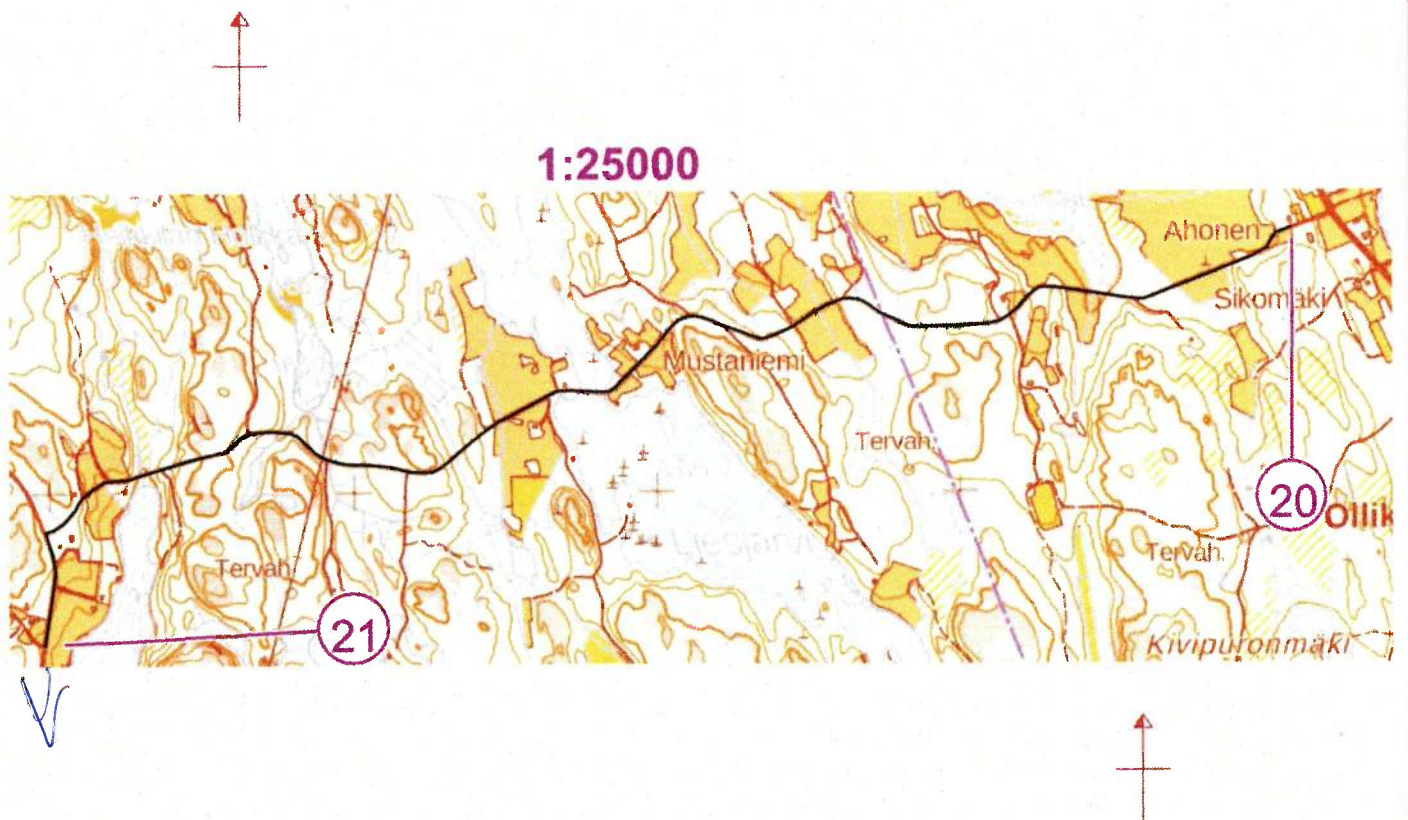 1:25000
Ahonen
Sikomäki
Mustaniemi
Tervah.
20
Ollik
Tervah.
Tervah.
21
Kivipuronmäki